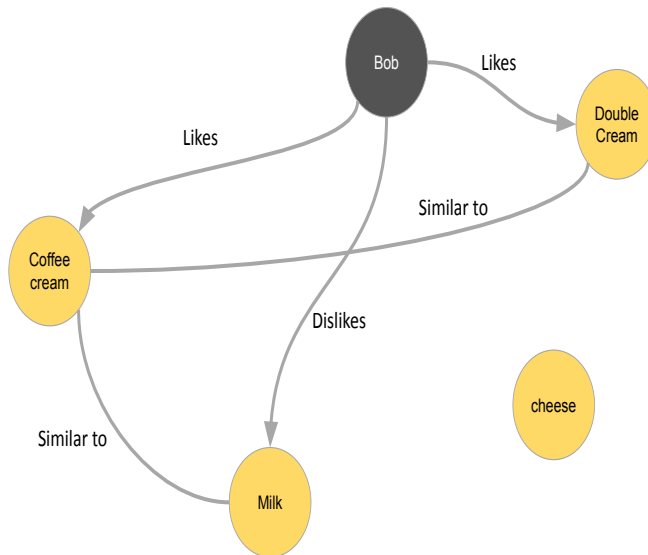 Bob
Likes
Double
Cream
Likes
Similar to
Coffee
cream
Dislikes
cheese
Similar to
Milk